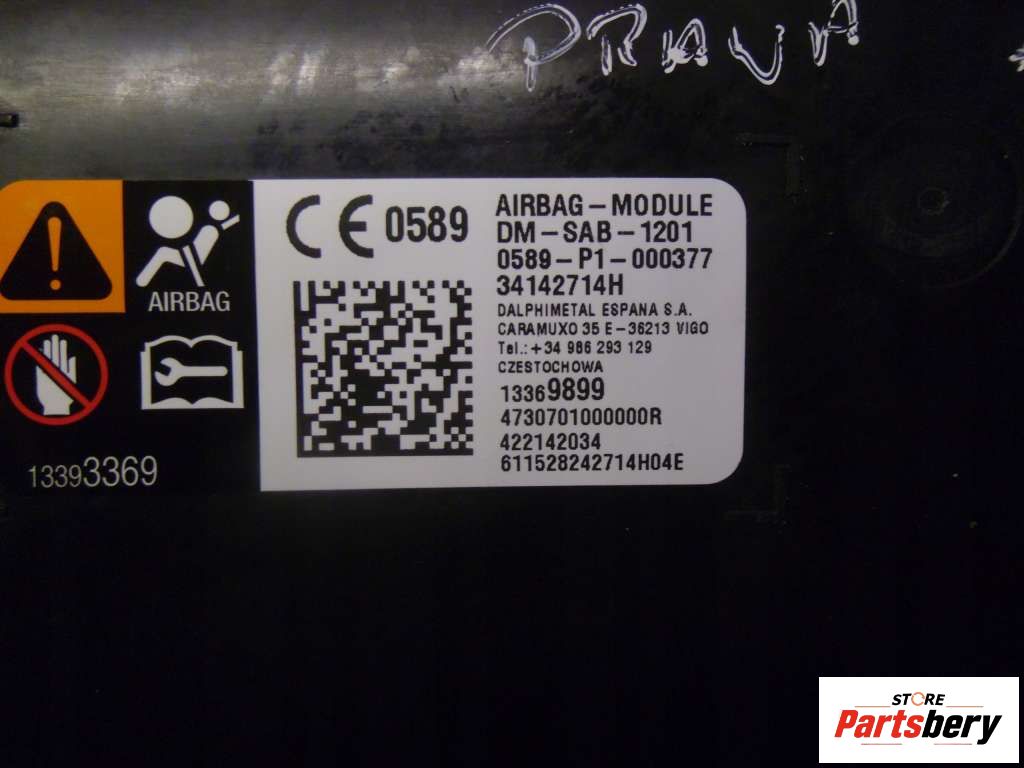 PRAVA
CE 0589
AIRBAG-MODULE
DM-SAB-1201
0589-P1-000377
34142714H
DALPHIMETAL ESPANA S.A.
CARAMUXO 35 E-36213 VIGO
Tel.: +34 986 293 129
CZESTOCHOWA
13369899
4730701000000R
422142034
611528242714H04E
AIRBAG
13393369
STORE
Partsbery